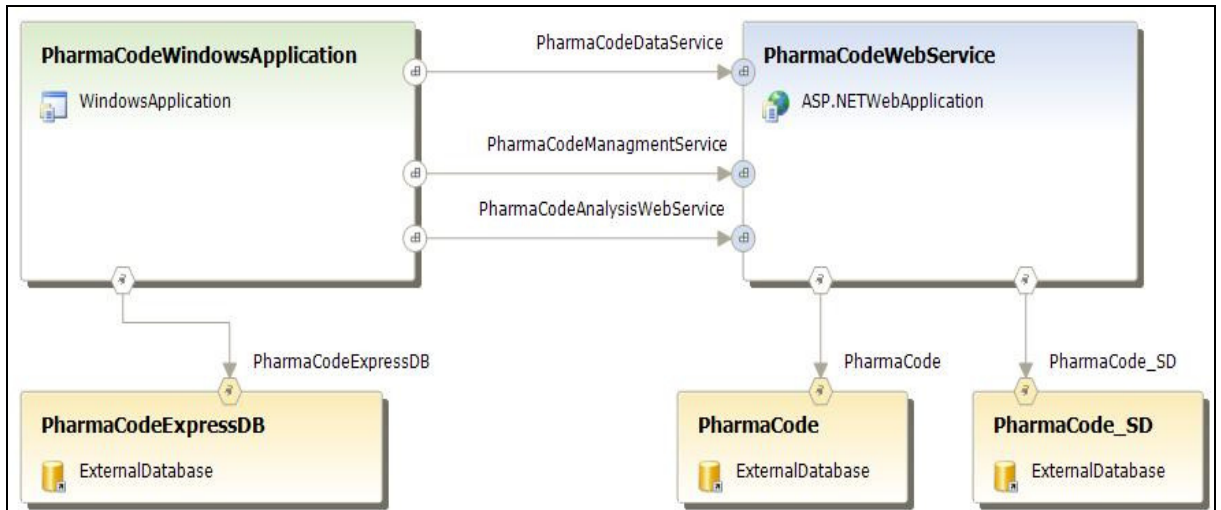 PharmaCodeWindowsApplication
WindowsApplication
PharmaCodeDataService
PharmaCodeManagmentService
PharmaCodeAnalysisWebService
PharmaCodeWebService
ASP.NETWebApplication
PharmaCodeExpressDB
PharmaCode
PharmaCode_SD
PharmaCodeExpressDB
ExternalDatabase
PharmaCode
ExternalDatabase
PharmaCode_SD
ExternalDatabase